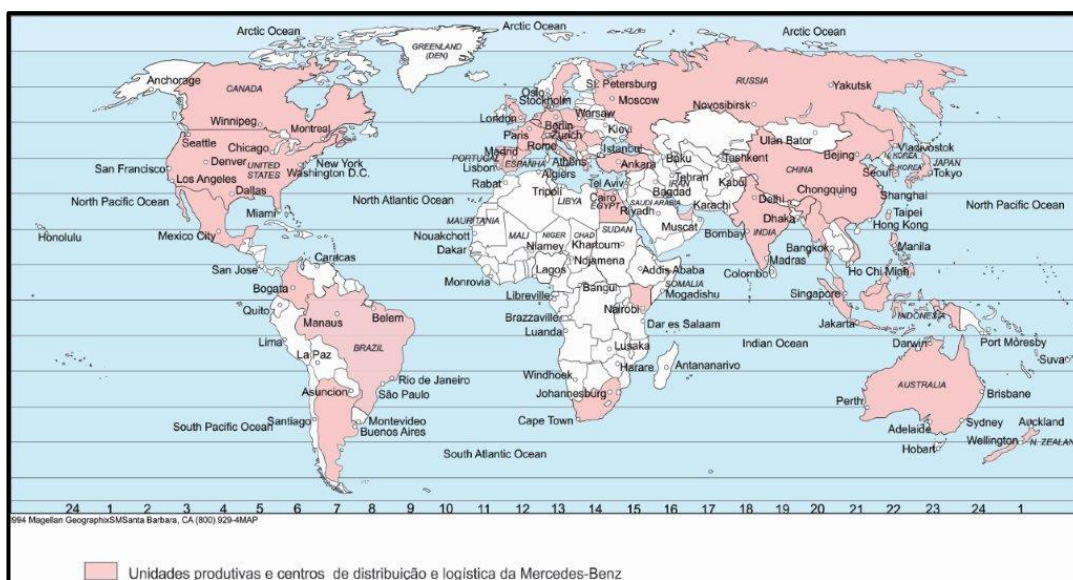 Arctic Ocean
Arctic Ocean
Arctic Ocean
GREENLAND
(DEN)
Anchorage
CANADA
Winnipeg
Montreal
Seattle
Chicago
Denver
UNITED
STATES
New York
Washington D.C.
San Francisco
Los Angeles
Dallas
North Pacific Ocean
Miami
North Atlantic Ocean
Honolulu
Mexico City
San Jose
Caracas
Bogata
Quito
Manaus
Belem
Lima
BRAZIL
La Paz
Rio de Janeiro
Asuncion
São Paulo
Santiago
Montevideo
Buenos Aires
South Pacific Ocean
South Atlantic Ocean
Oslo
Stockholm
St. Petersburg
RUSSIA
Yakutsk
Moscow
Novosibirsk
London
Berlin
Warsaw
Kiev
Paris
Zurich
Ulan Bator
Madrid
Rome
Istanbul
Vladivostok
PORTUGAL
Lisbon
ESPANHA
Athens
Ankara
Baku
Tashkent
Bejing
N. KOREA
JAPAN
Rabat
Algiers
Tel Aviv
Tehran
IRAN
Kabul
CHINA
Seoul
KOREA
Tokyo
Tripoli
LIBYA
Cairo
EGYPT
Bagdad
SAUDI ARABIA
Karachi
Delhi
Chongquing
Shanghai
North Pacific Ocean
MAURITANIA
Riyadh
Dhaka
Taipei
Nouakchott
MALI
NIGER
CHAD
SUDAN
Muscat
Bombay
INDIA
Hong Kong
Dakar
Niamey
Khartoum
Bangkok
Manila
Ndjamena
Madras
Monrovia
Lagos
Addis Ababa
Colombo
Ho Chi Minh
Bangui
SOMALIA
Mogadishu
Libreville
Nairobi
Singapore
Brazzaville
INDONESIA
Luanda
Dar es Salaam
Jakarta
Indian Ocean
Darwin
Port Moresby
Lusaka
Suva
Harare
Antananarivo
Windhoek
AUSTRALIA
Johannesburg
Brisbane
Perth
Cape Town
Adelaide
Sydney
Auckland
Hobart
Wellington
N. ZEALAN
24 1 2 3 4 5 6 7 8 9 10 11 12 13 14 15 16 17 18 19 20 21 22 23 24 1
994 Magellan GeographixSMSanta Barbara, CA (800) 929-4MAP
Unidades produtivas e centros de distribuição e logística da Mercedes-Benz